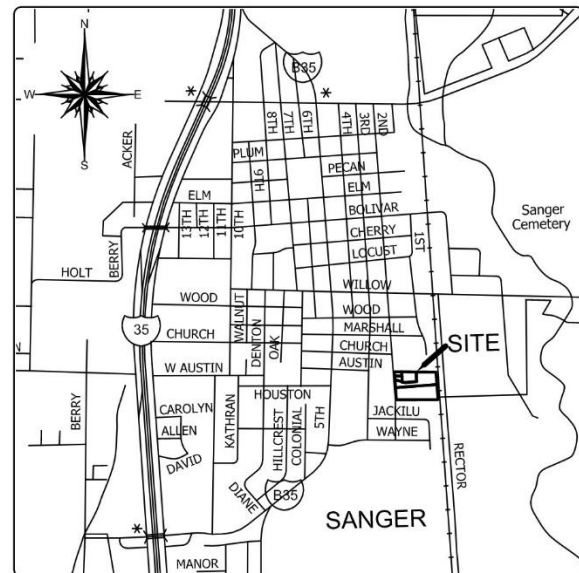 N
W
E
S
B35
*
*
ACKER
8TH
7TH
6TH
4TH
3RD
2ND
PLUM
H16
PECAN
ELM
ELM
BOLIVAR
13TH
12TH
11TH
10TH
CHERRY
LOCUST
1ST
Sanger
Cemetery
BERRY
HOLT
WILLOW
WOOD
WOOD
WALNUT
DENTON
OAK
MARSHALL
35
CHURCH
CHURCH
SITE
AUSTIN
W AUSTIN
HOUSTON
BERRY
CAROLYN
ALLEN
KATHRAN
HILLCREST
COLONIAL
5TH
JACKILU
WAYNE
DAVID
RECTOR
DIANE
B35
SANGER
*
MANOR